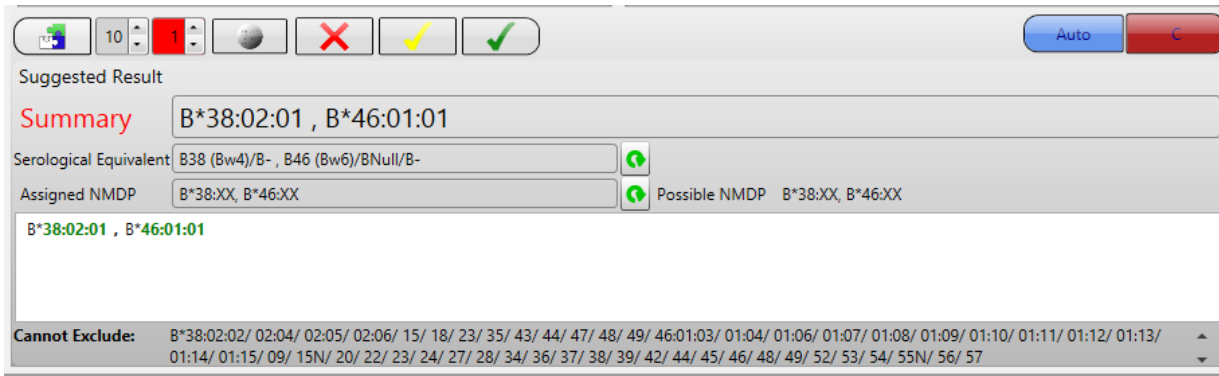 10 1 Auto C
Suggested Result
Summary B*38:02:01 , B*46:01:01
Serological Equivalent B38 (Bw4)/B- , B46 (Bw6)/BNull/B-
Assigned NMDP B*38:XX, B*46:XX Possible NMDP B*38:XX, B*46:XX
B*38:02:01 , B*46:01:01
Cannot Exclude: B*38:02:02/ 02:04/ 02:05/ 02:06/ 15/ 18/ 23/ 35/ 43/ 44/ 47/ 48/ 49/ 46:01:03/ 01:04/ 01:06/ 01:07/ 01:08/ 01:09/ 01:10/ 01:11/ 01:12/ 01:13/
01:14/ 01:15/ 09/ 15N/ 20/ 22/ 23/ 24/ 27/ 28/ 34/ 36/ 37/ 38/ 39/ 42/ 44/ 45/ 46/ 48/ 49/ 52/ 53/ 54/ 55N/ 56/ 57